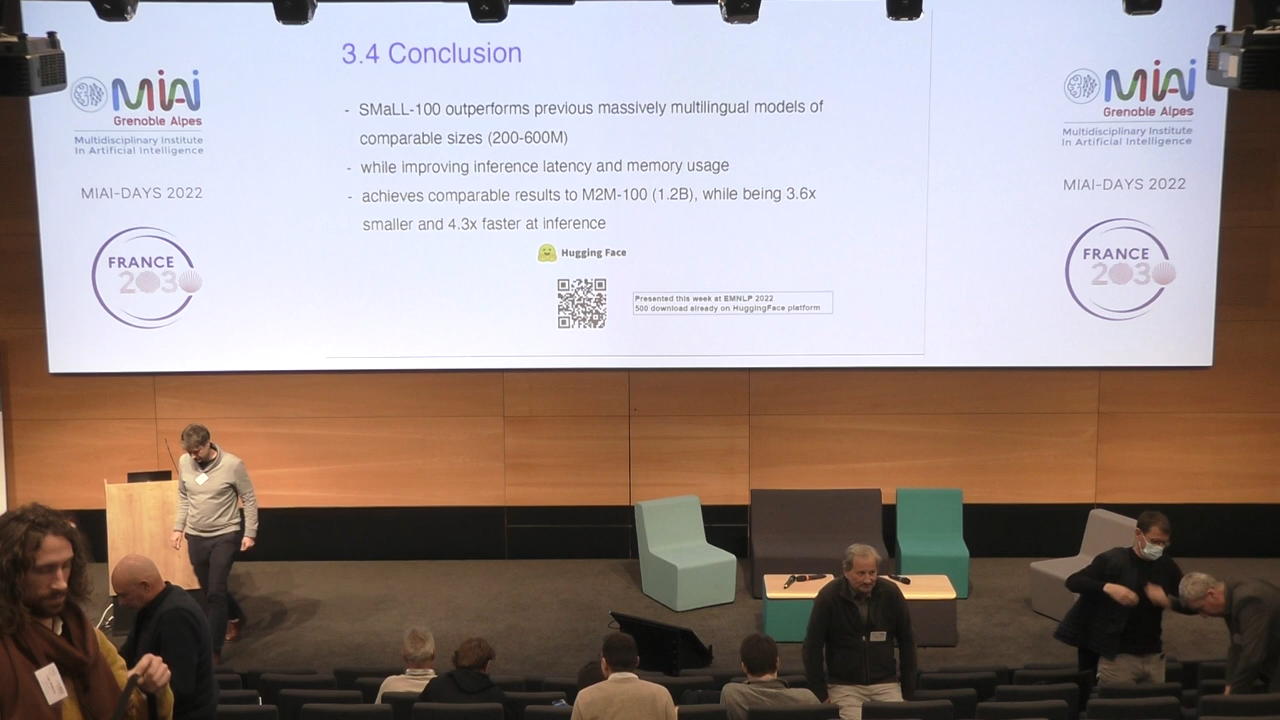 3.4 Conclusion
- SMaLL-100 outperforms previous massively multilingual models of
comparable sizes (200-600M)
- while improving inference latency and memory usage
- achieves comparable results to M2M-100 (1.2B), while being 3.6x
smaller and 4.3x faster at inference
Hugging Face
Presented this week at EMNLP 2022
500 download already on HuggingFace platform
MIAI
Grenoble Alpes
Multidisciplinary Institute
In Artificial Intelligence
MIAI-DAYS 2022
FRANCE
2030
MIAI
Grenoble Alpes
Multidisciplinary Institute
In Artificial Intelligence
MIAI-DAYS 2022
FRANCE
2030